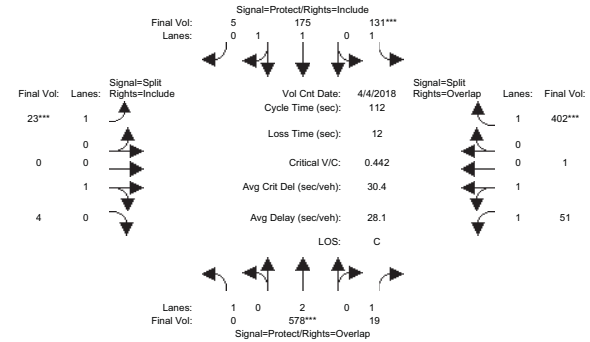 Signal=Protect/Rights=Include
Final Vol: 5 175 131***
Lanes: 0 1 1 0 1
Signal=Split Signal=Split
Final Vol: Lanes: Rights=Include Vol Cnt Date: 4/4/2018 Rights=Overlap Lanes: Final Vol:
Cycle Time (sec): 112
23*** 1 1 402***
Loss Time (sec): 12
0 0
0 0 Critical V/C: 0.442 0 1
1 Avg Crit Del (sec/veh): 30.4 1
4 0 Avg Delay (sec/veh): 28.1 1 51
LOS: C
Lanes: 1 0 2 0 1
Final Vol: 0 578*** 19
Signal=Protect/Rights=Overlap